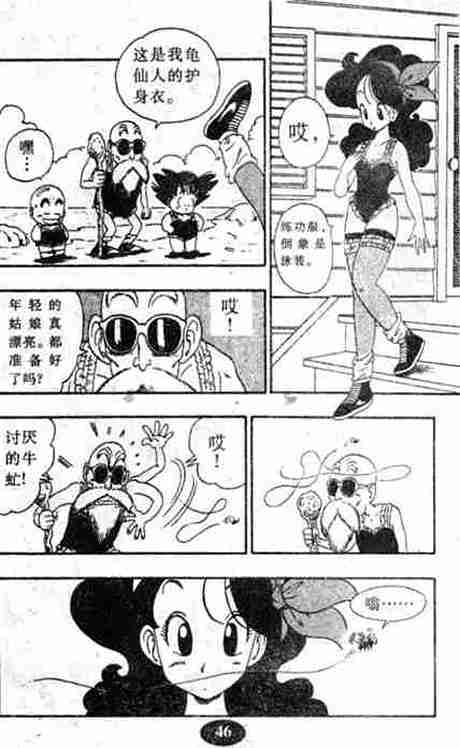 哎，
练功服，
倒象是
泳装。
这是我龟
仙人的护
身衣。
嘿…
哎！
年轻的
姑娘真
漂亮。都
准备好
了吗？
哎！
讨厌
的牛
虻！
嗡……
46